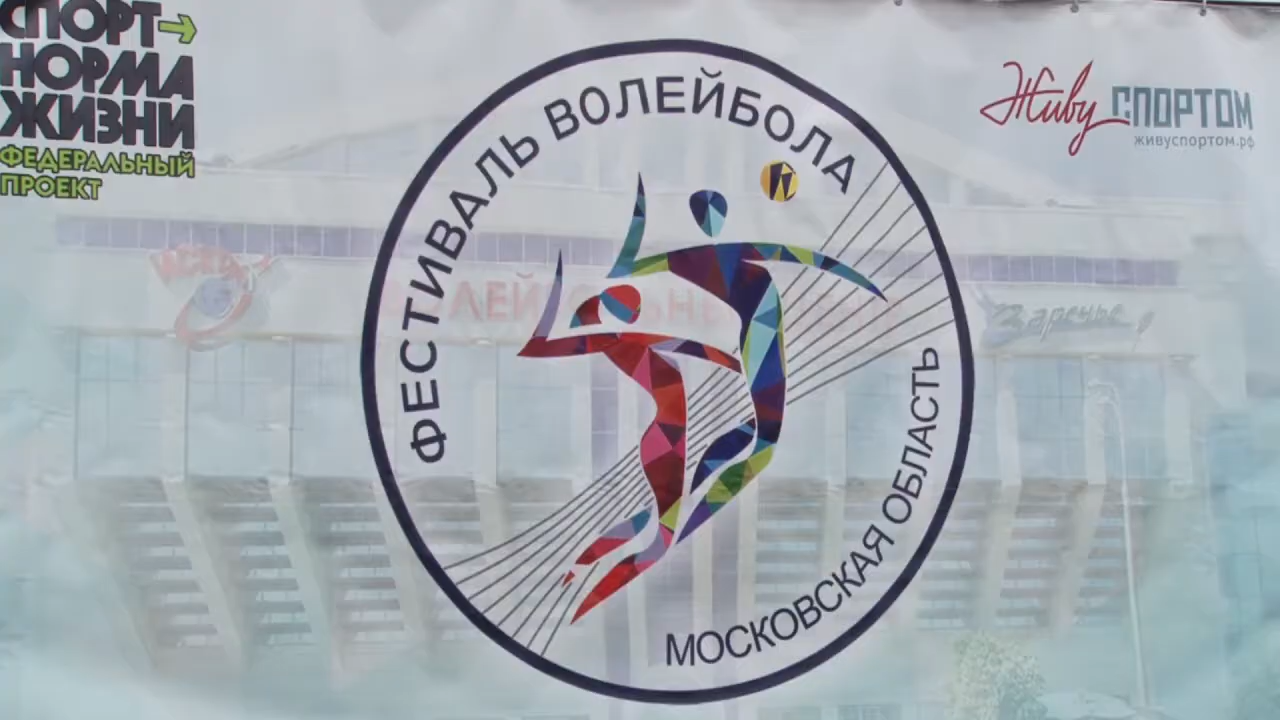 СПОРТ
НОРМА
ЖИЗНИ
ФЕДЕРАЛЬНЫЙ
ПРОЕКТ
ФЕСТИВАЛЬ ВОЛЕЙБОЛА
МОСКОВСКАЯ ОБЛАСТЬ
Живу СПОРТОМ
живуспортом.рф
Заречье